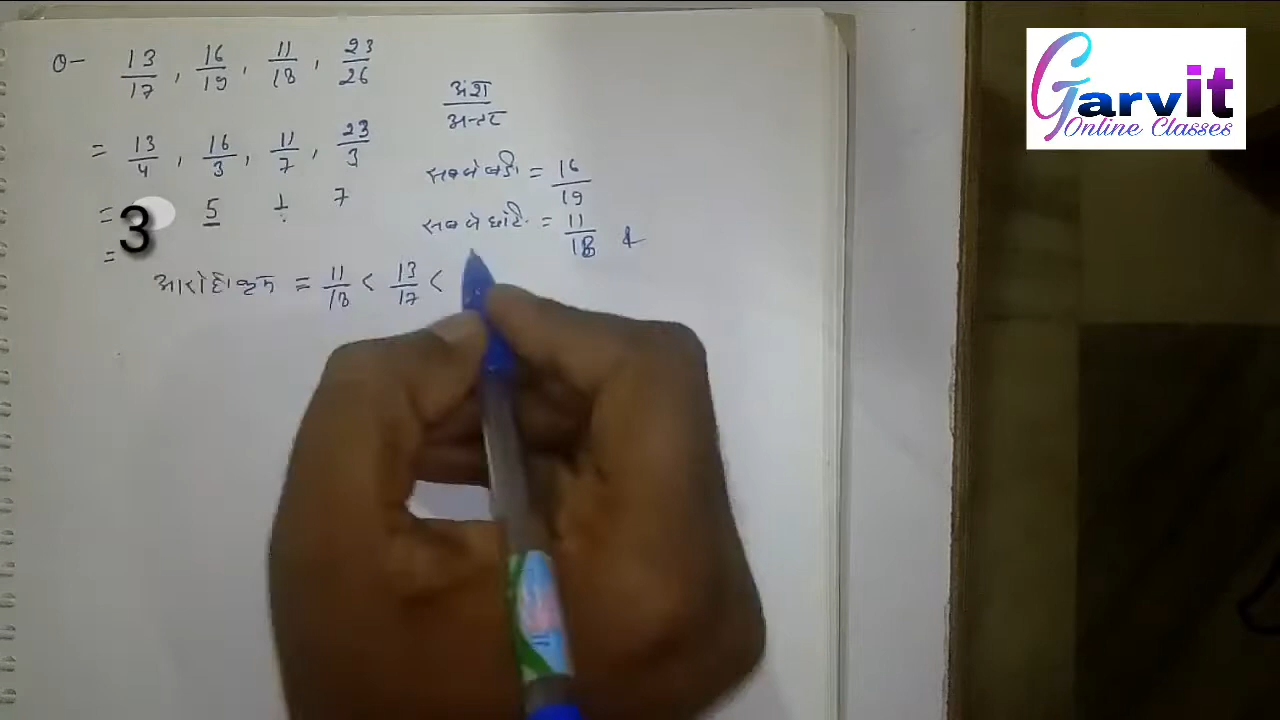 Q- 13/17, 16/19, 11/18, 23/26
अंश/अन्तर
= 13/4, 16/3, 11/7, 23/3
सबसे बड़ी = 16/19
= 3 5 1 7
सबसे छोटी = 11/18
=
आरोही क्रम = 11/18 < 13/17 <
Garvit
Online Classes